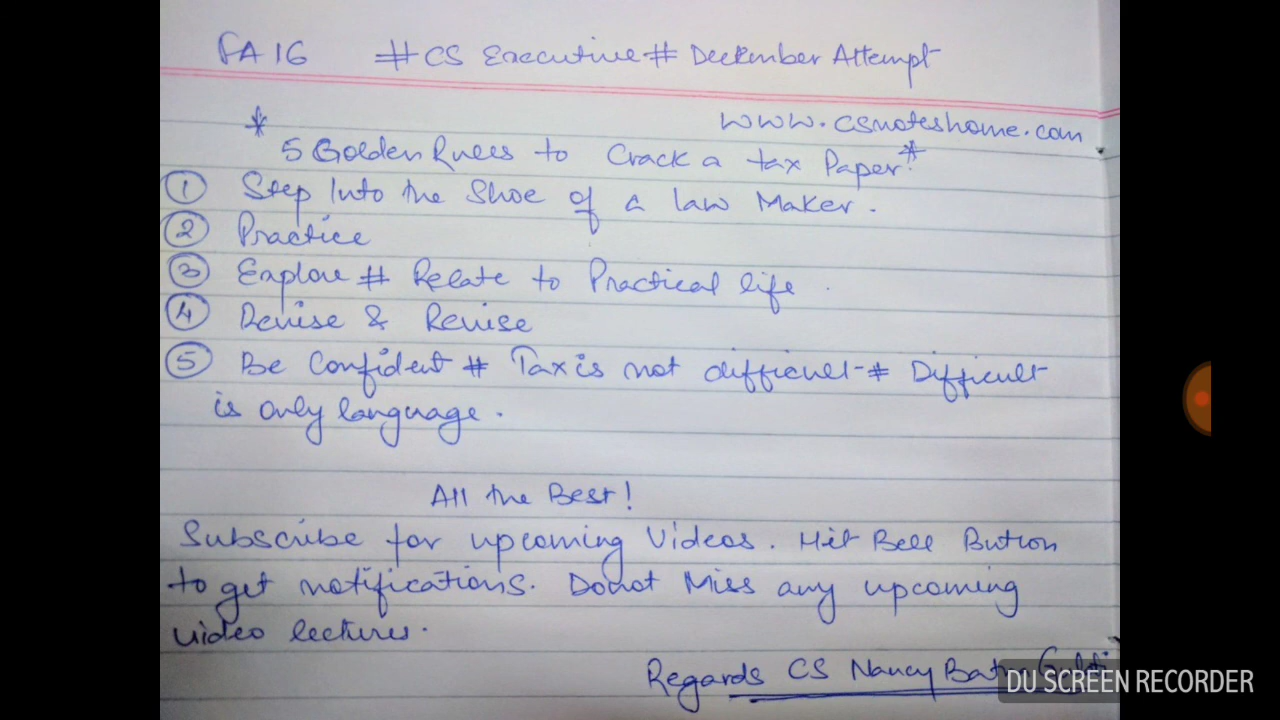 FA 16 # CS Executive # December Attempt
www.csnoteshome.com
* 5 Golden Rules to Crack a tax Paper. *
① Step Into the Shoe of a law Maker.
② Practice
③ Explore # Relate to Practical life.
④ Revise & Revise
⑤ Be Confident # Tax is not difficult # Difficult
is only language.
All the Best!
Subscribe for upcoming Videos. Hit Bell Button
to get notifications. Donot Miss any upcoming
video lectures.
Regards CS Nancy Batra
DU SCREEN RECORDER